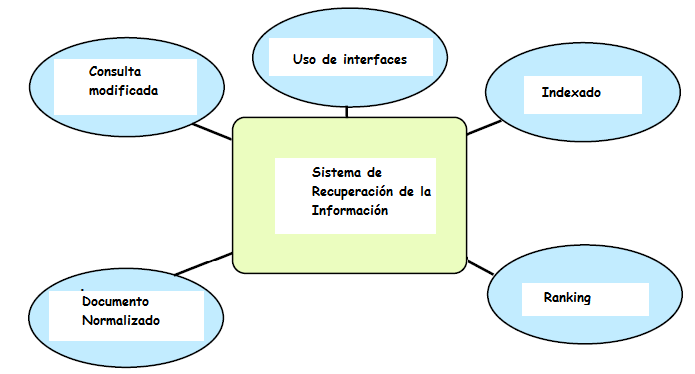 Uso de interfaces
Consulta
modificada
Indexado
Sistema de
Recuperación de la
Información
Documento
Normalizado
Ranking